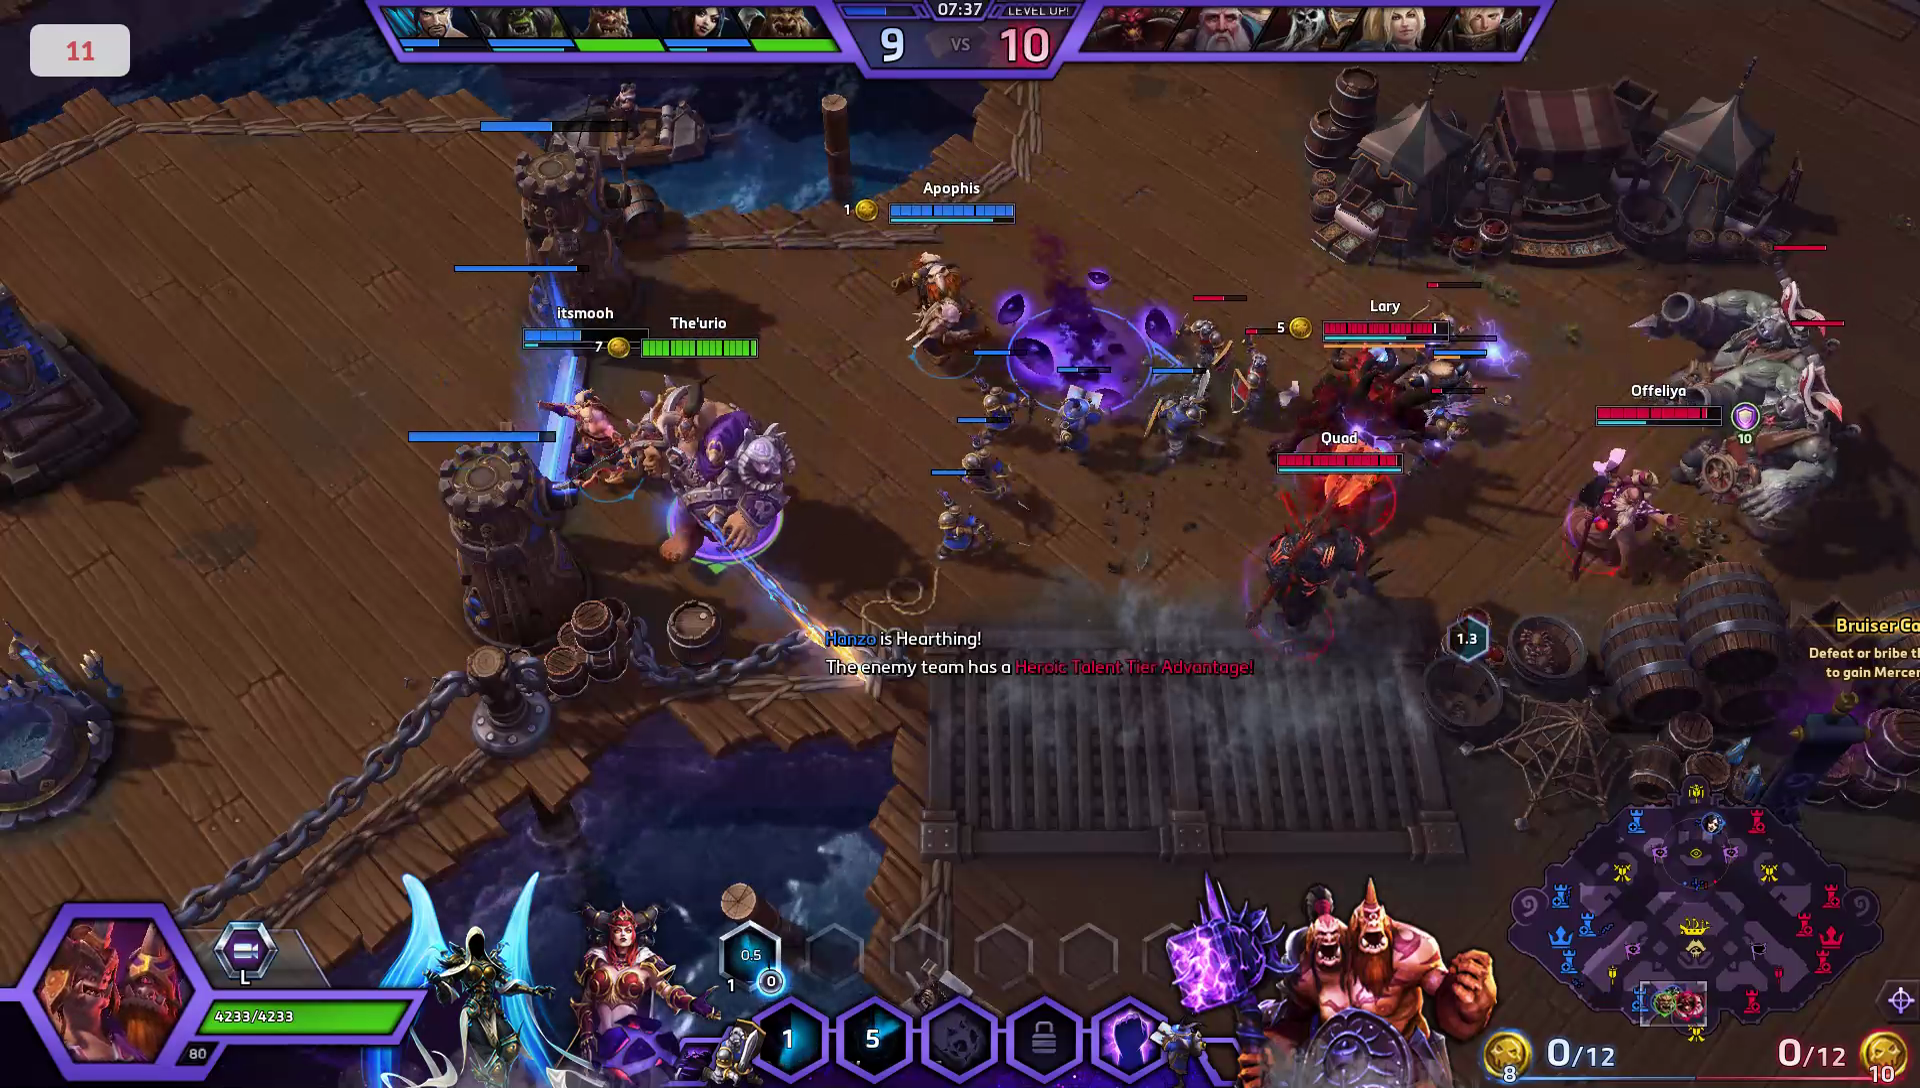 11
07:37
LEVEL UP!
9
VS
10
Apophis
1
itsmooh
The'urio
7
Lary
5
Offeliya
10
Quad
Hanzo is Hearthing!
The enemy team has a Heroic Talent Tier Advantage!
1.3
Bruiser Ca
Defeat or bribe th
to gain Mercen
L
4233/4233
80
0.5
1
0
1
5
0/12
8
0/12
10